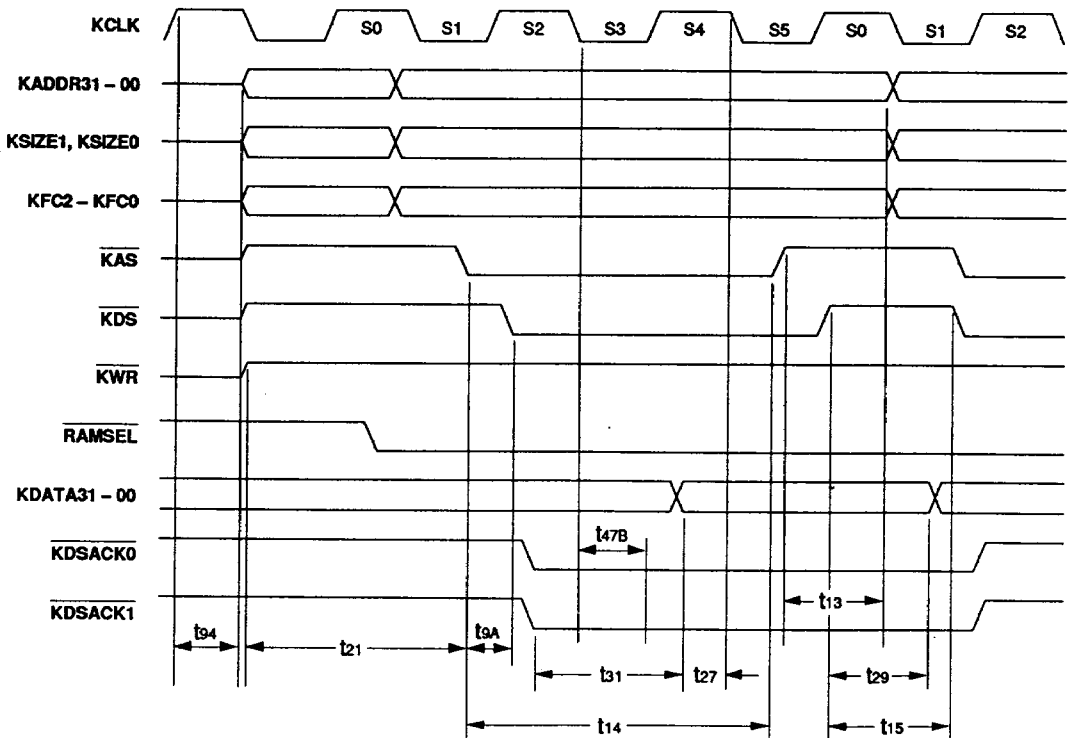 KCLK S0 S1 S2 S3 S4 S5 S0 S1 S2
KADDR31 – 00
KSIZE1, KSIZE0
KFC2 – KFC0
KAS
KDS
KWR
RAMSEL
KDATA31 – 00
KDSACK0 t47B
KDSACK1 t13
t94 t21 t9A t31 t27 t29
t14 t15